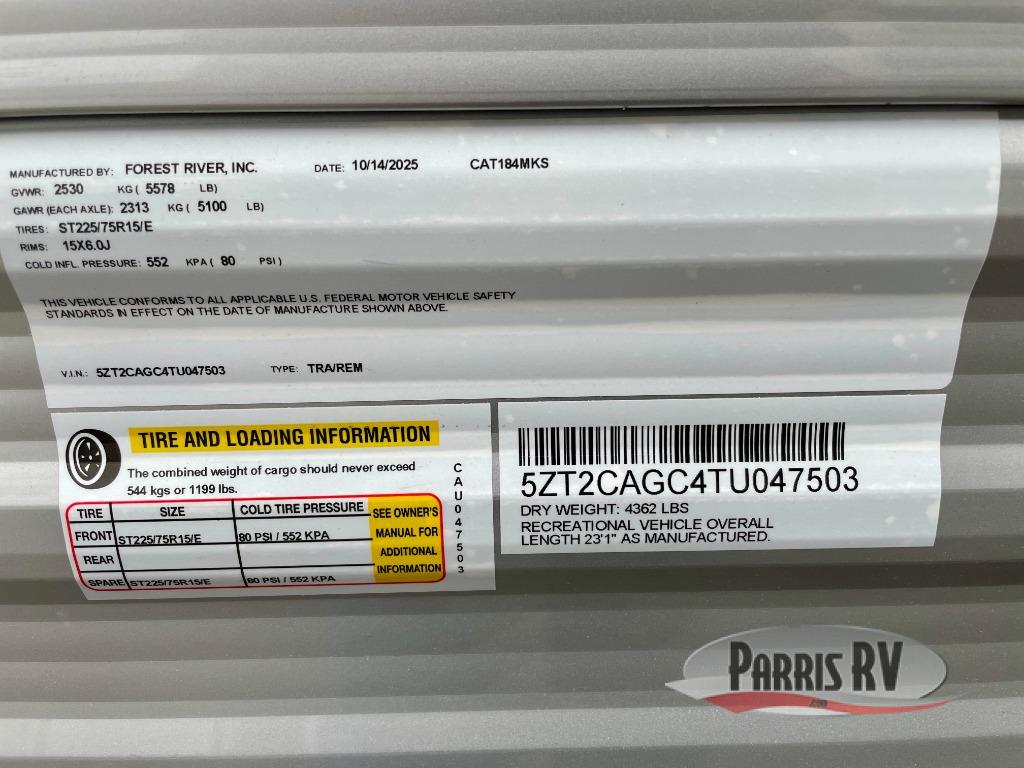 MANUFACTURED BY: FOREST RIVER, INC. DATE: 10/14/2025 CAT184MKS
GVWR: 2530 KG ( 5578 LB)
GAWR (EACH AXLE): 2313 KG ( 5100 LB)
TIRES: ST225/75R15/E
RIMS: 15X6.0J
COLD INFL. PRESSURE: 552 KPA ( 80 PSI )
THIS VEHICLE CONFORMS TO ALL APPLICABLE U.S. FEDERAL MOTOR VEHICLE SAFETY
STANDARDS IN EFFECT ON THE DATE OF MANUFACTURE SHOWN ABOVE.
V.I.N.: 5ZT2CAGC4TU047503 TYPE: TRA/REM
TIRE AND LOADING INFORMATION
The combined weight of cargo should never exceed
544 kgs or 1199 lbs.
TIRE SIZE COLD TIRE PRESSURE
FRONT ST225/75R15/E 80 PSI / 552 KPA
REAR
SPARE ST225/75R15/E 80 PSI / 552 KPA
SEE OWNER'S
MANUAL FOR
ADDITIONAL
INFORMATION
CAU047503
5ZT2CAGC4TU047503
DRY WEIGHT: 4362 LBS
RECREATIONAL VEHICLE OVERALL
LENGTH 23'1" AS MANUFACTURED.
PARRIS RV
.com